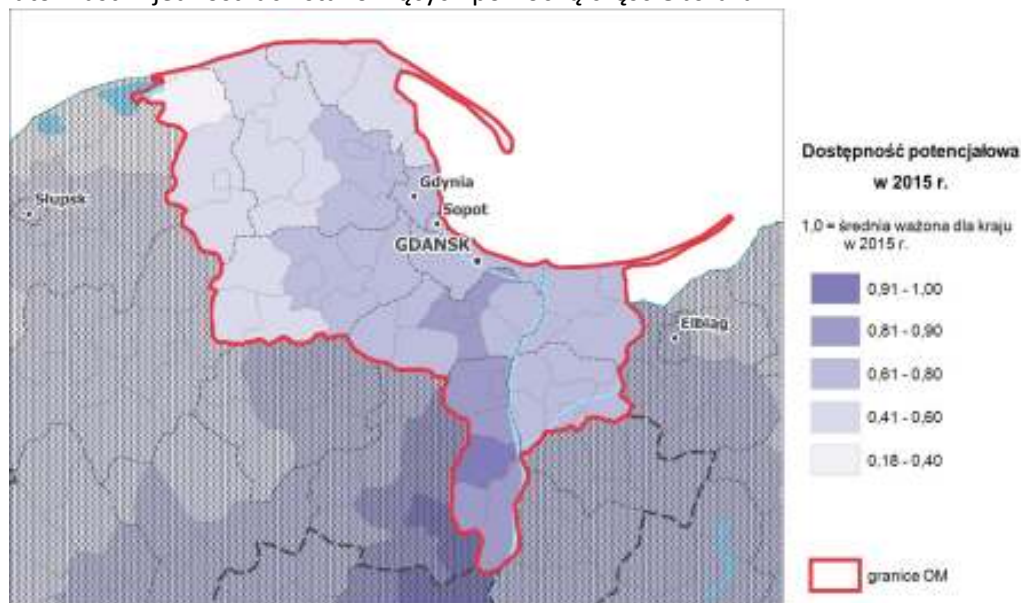 Słupsk
Gdynia
Sopot
GDAŃSK
Elbląg
Dostępność potencjałowa
w 2015 r.
1,0 = średnia ważona dla kraju
w 2015 r.
0,91 - 1,00
0,81 - 0,90
0,61 - 0,80
0,41 - 0,60
0,18 - 0,40
granice OM